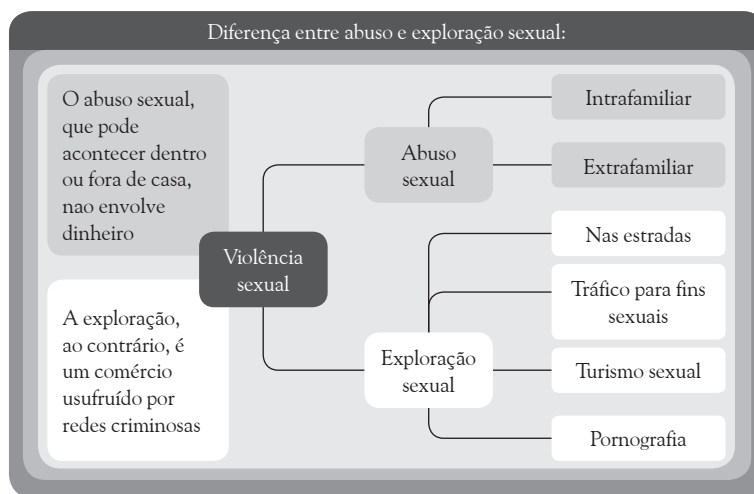 Diferença entre abuso e exploração sexual:
O abuso sexual,
que pode
acontecer dentro
ou fora de casa,
nao envolve
dinheiro
A exploração,
ao contrário, é
um comércio
usufruído por
redes criminosas
Violência
sexual
Abuso
sexual
Intrafamiliar
Extrafamiliar
Exploração
sexual
Nas estradas
Tráfico para fins
sexuais
Turismo sexual
Pornografia